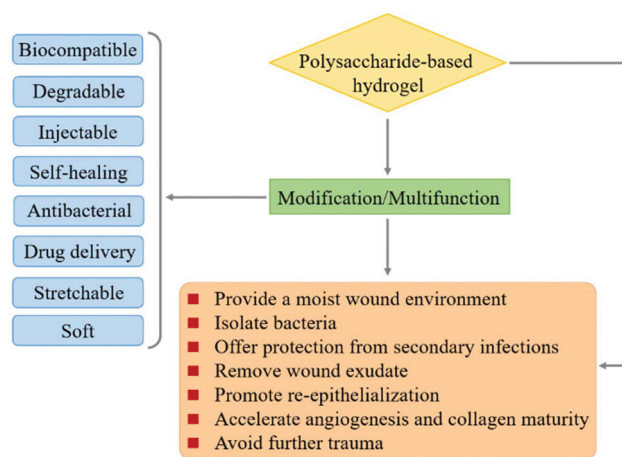 Biocompatible
Degradable
Injectable
Self-healing
Antibacterial
Drug delivery
Stretchable
Soft
Polysaccharide-based
hydrogel
Modification/Multifunction
Provide a moist wound environment
Isolate bacteria
Offer protection from secondary infections
Remove wound exudate
Promote re-epithelialization
Accelerate angiogenesis and collagen maturity
Avoid further trauma